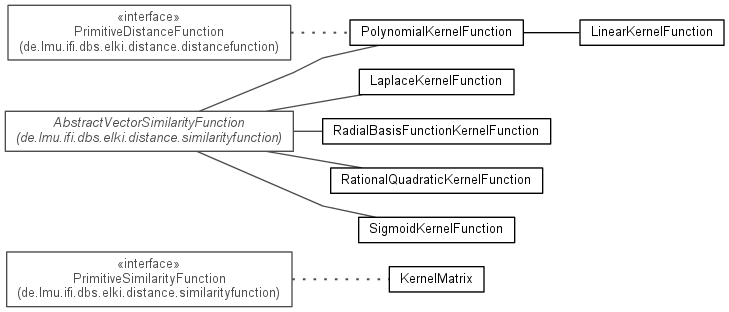 «interface»
PrimitiveDistanceFunction
(de.lmu.ifi.dbs.elki.distance.distancefunction)
PolynomialKernelFunction
LinearKernelFunction
LaplaceKernelFunction
AbstractVectorSimilarityFunction
(de.lmu.ifi.dbs.elki.distance.similarityfunction)
RadialBasisFunctionKernelFunction
RationalQuadraticKernelFunction
SigmoidKernelFunction
«interface»
PrimitiveSimilarityFunction
(de.lmu.ifi.dbs.elki.distance.similarityfunction)
KernelMatrix